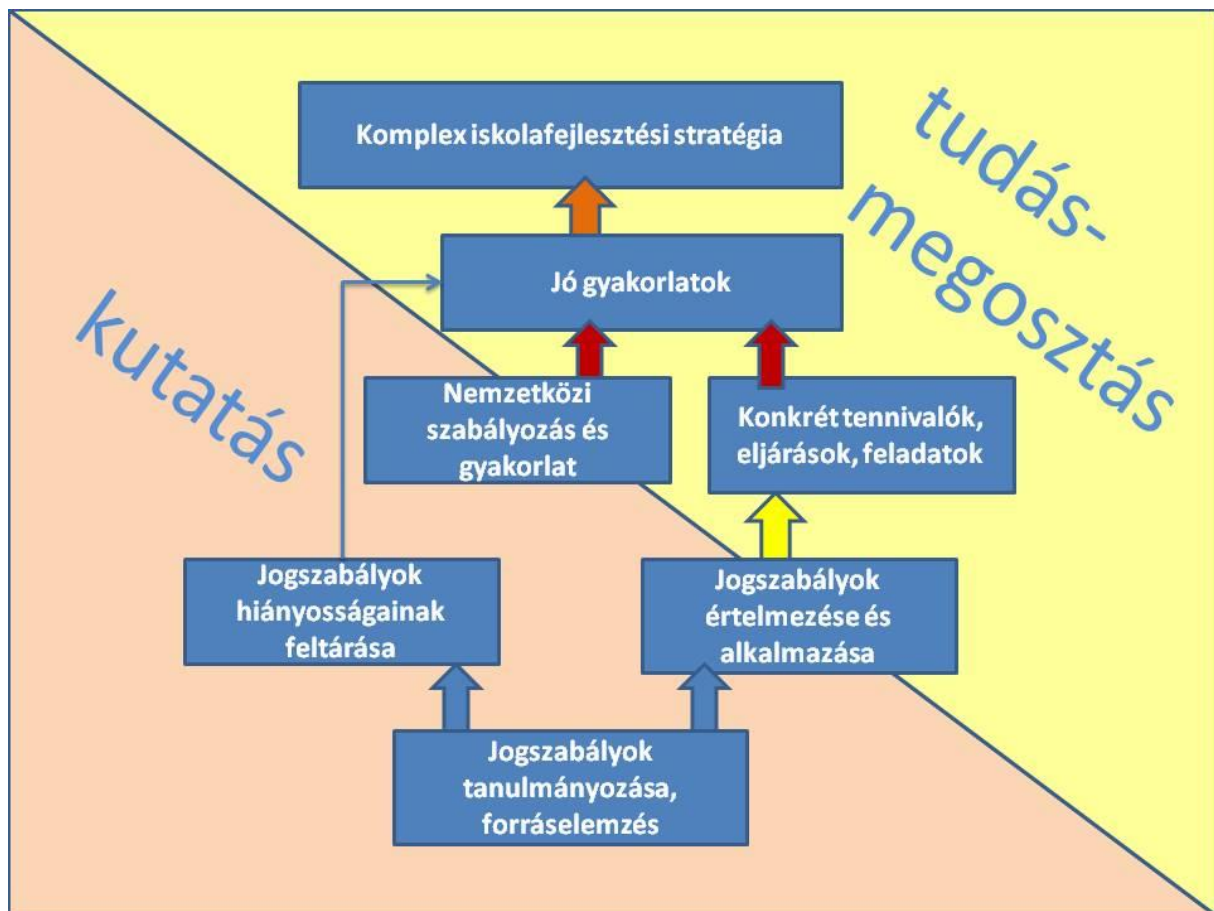 tudás-
megosztás
kutatás
Komplex iskolafejlesztési stratégia
Jó gyakorlatok
Nemzetközi
szabályozás és
gyakorlat
Konkrét tennivalók,
eljárások, feladatok
Jogszabályok
hiányosságainak
feltárása
Jogszabályok
értelmezése és
alkalmazása
Jogszabályok
tanulmányozása,
forráselemzés